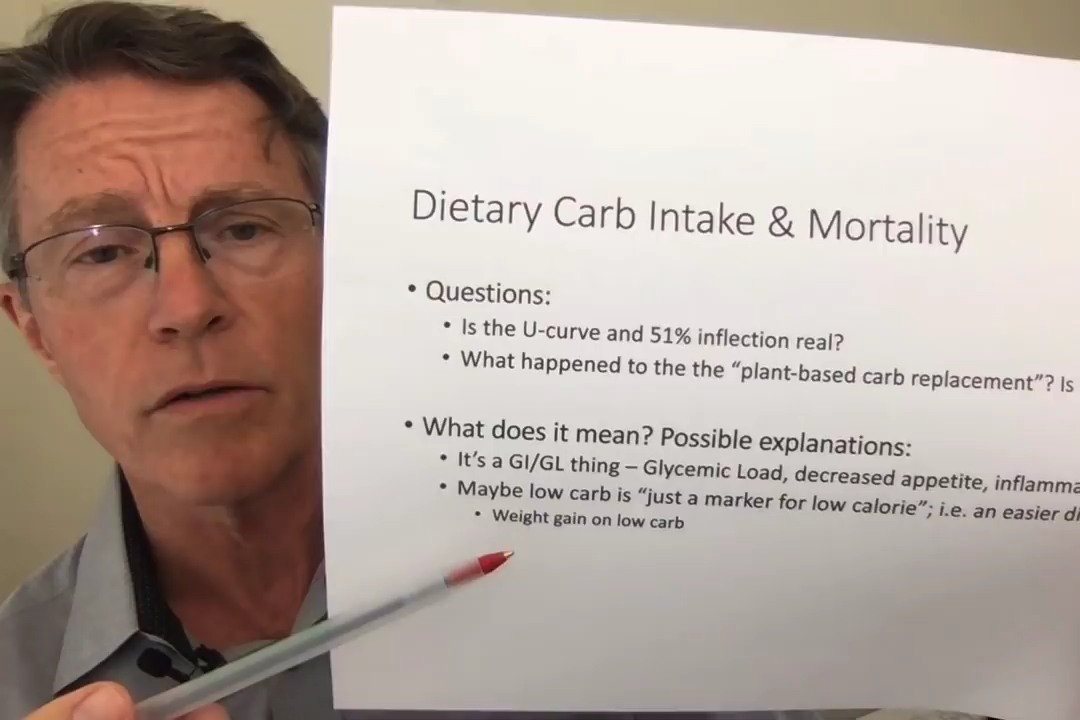 Dietary Carb Intake & Mortality
• Questions:
• Is the U-curve and 51% inflection real?
• What happened to the the “plant-based carb replacement”? Is
• What does it mean? Possible explanations:
• It’s a GI/GL thing – Glycemic Load, decreased appetite, inflamma
• Maybe low carb is “just a marker for low calorie”; i.e. an easier di
• Weight gain on low carb